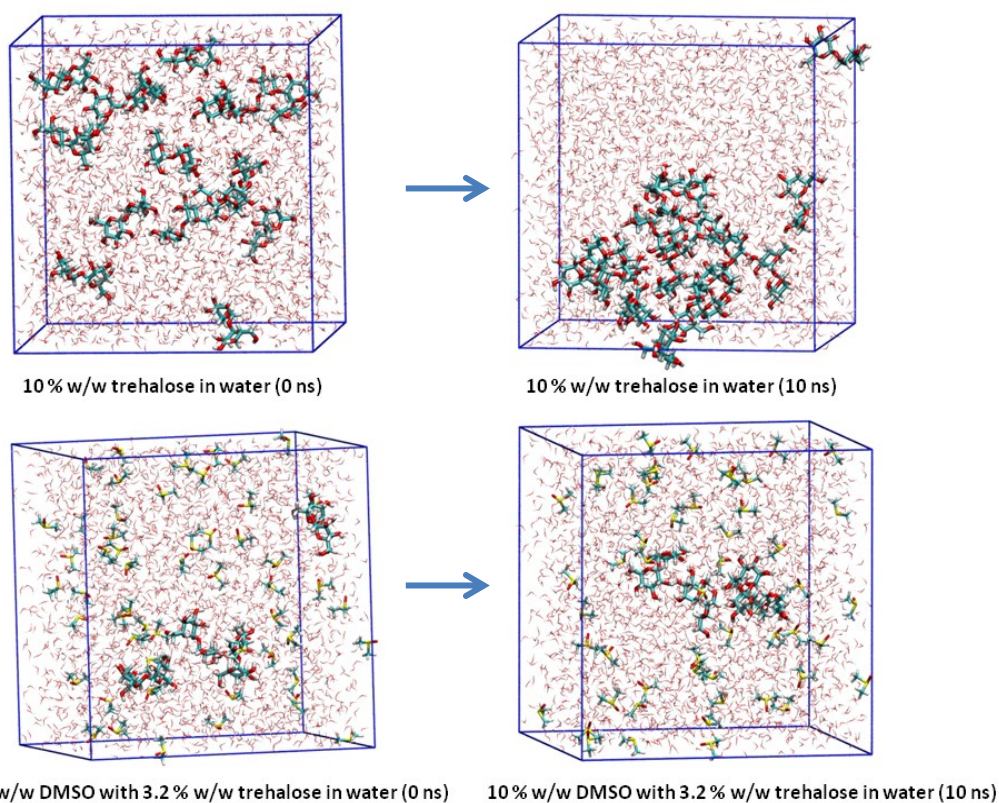 10 % w/w trehalose in water (0 ns)
10 % w/w trehalose in water (10 ns)
w/w DMSO with 3.2 % w/w trehalose in water (0 ns)
10 % w/w DMSO with 3.2 % w/w trehalose in water (10 ns)